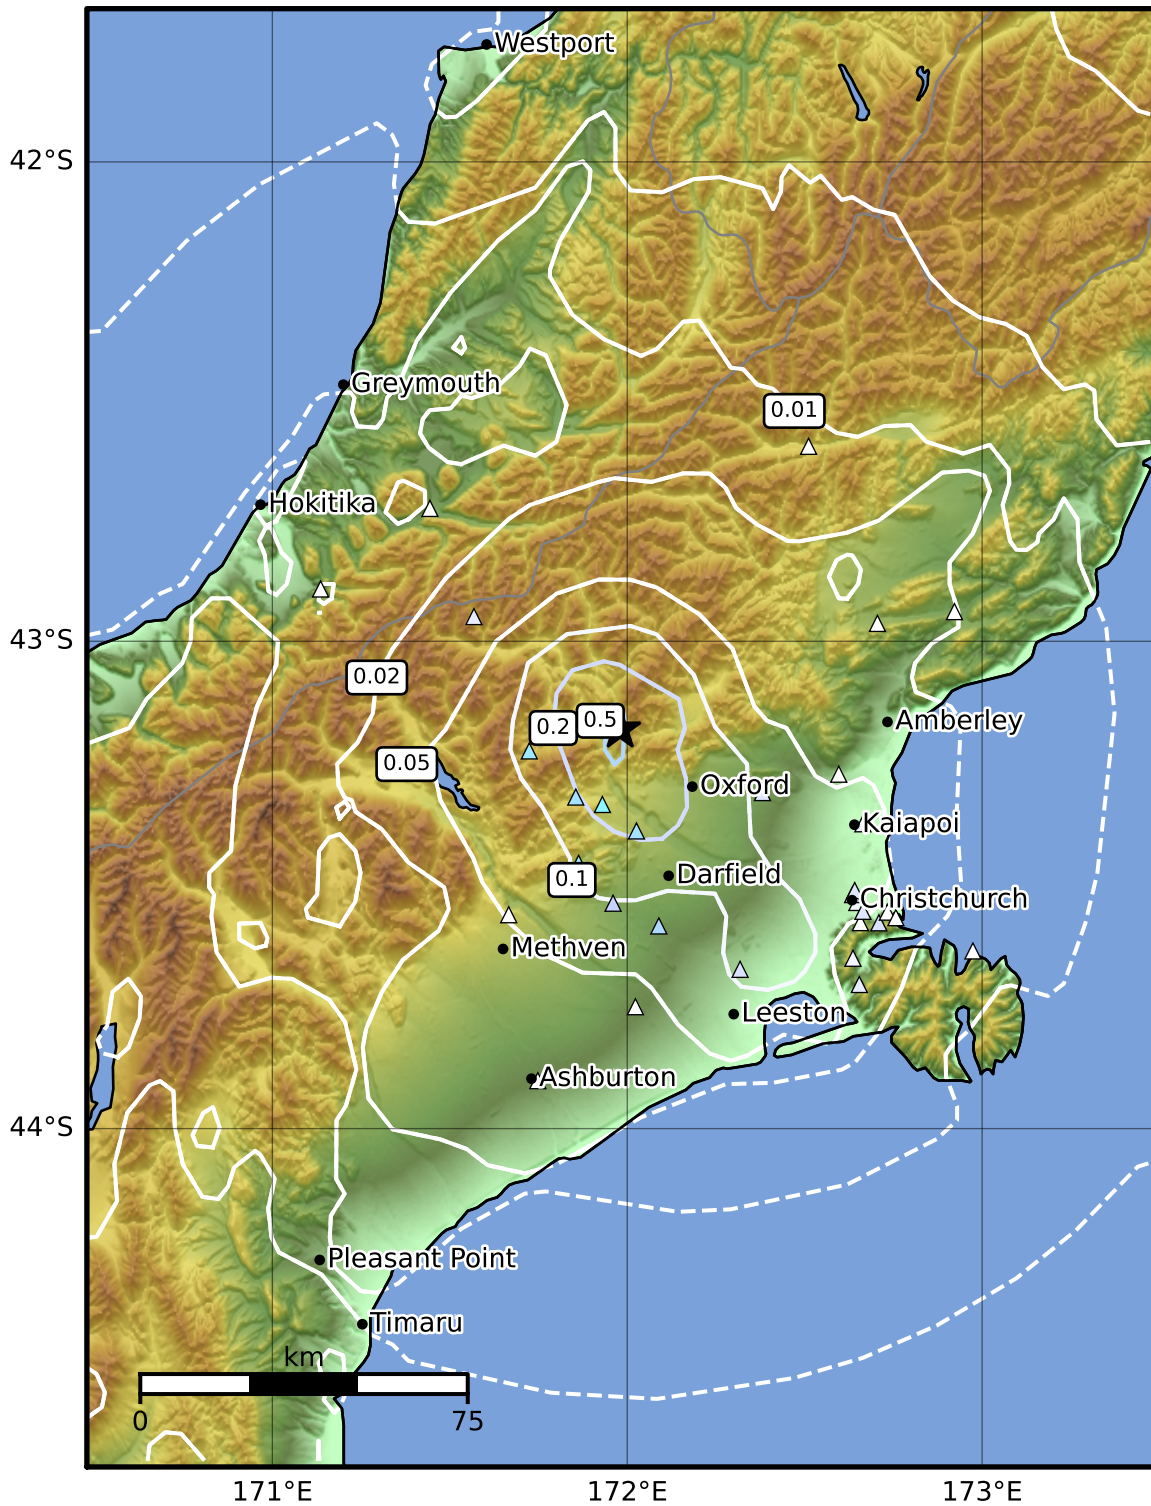 Westport
42°S
Greymouth
0.01
Hokitika
43°S
0.02
Amberley
0.2
0.5
0.05
Oxford
Kaiapoi
Darfield
0.1
Christchurch
Methven
Leeston
Ashburton
44°S
Pleasant Point
Timaru
km
0
75
171°E
172°E
173°E